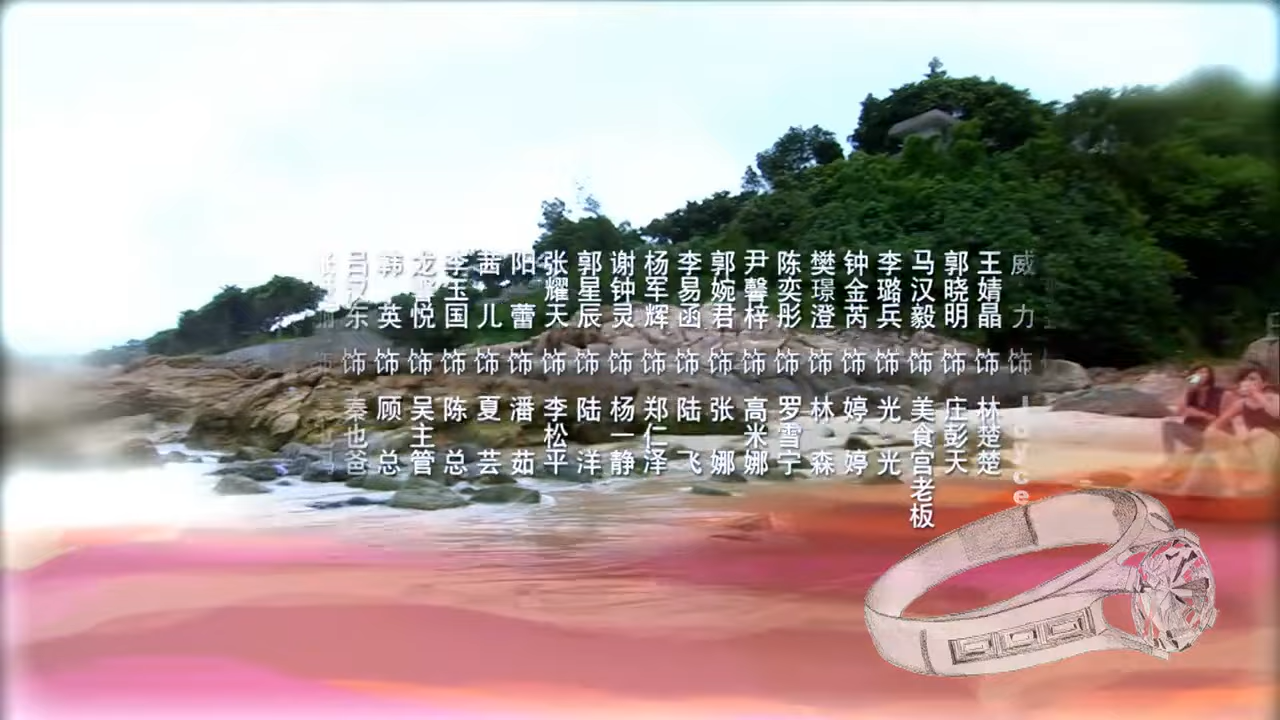 威力 饰 Joyce
王婧晶 饰 林楚楚
郭晓明 饰 庄彭天
马汉毅 饰 美食宫老板
李璐兵 饰 光光
钟金芮 饰 婷婷
樊璟澄 饰 林森
陈奕彤 饰 罗雪宁
尹馨梓 饰 高米娜
郭婉君 饰 张娜
李易函 饰 陆飞
杨军辉 饰 郑仁泽
谢钟灵 饰 杨一静
郭星辰 饰 陆洋
张耀天 饰 李松平
阳蕾 饰 潘茹
茜儿 饰 夏芸
李玉国 饰 陈总
龙悦 饰 吴主管
韩英 饰 顾总
吕东 饰 秦也爸
饰